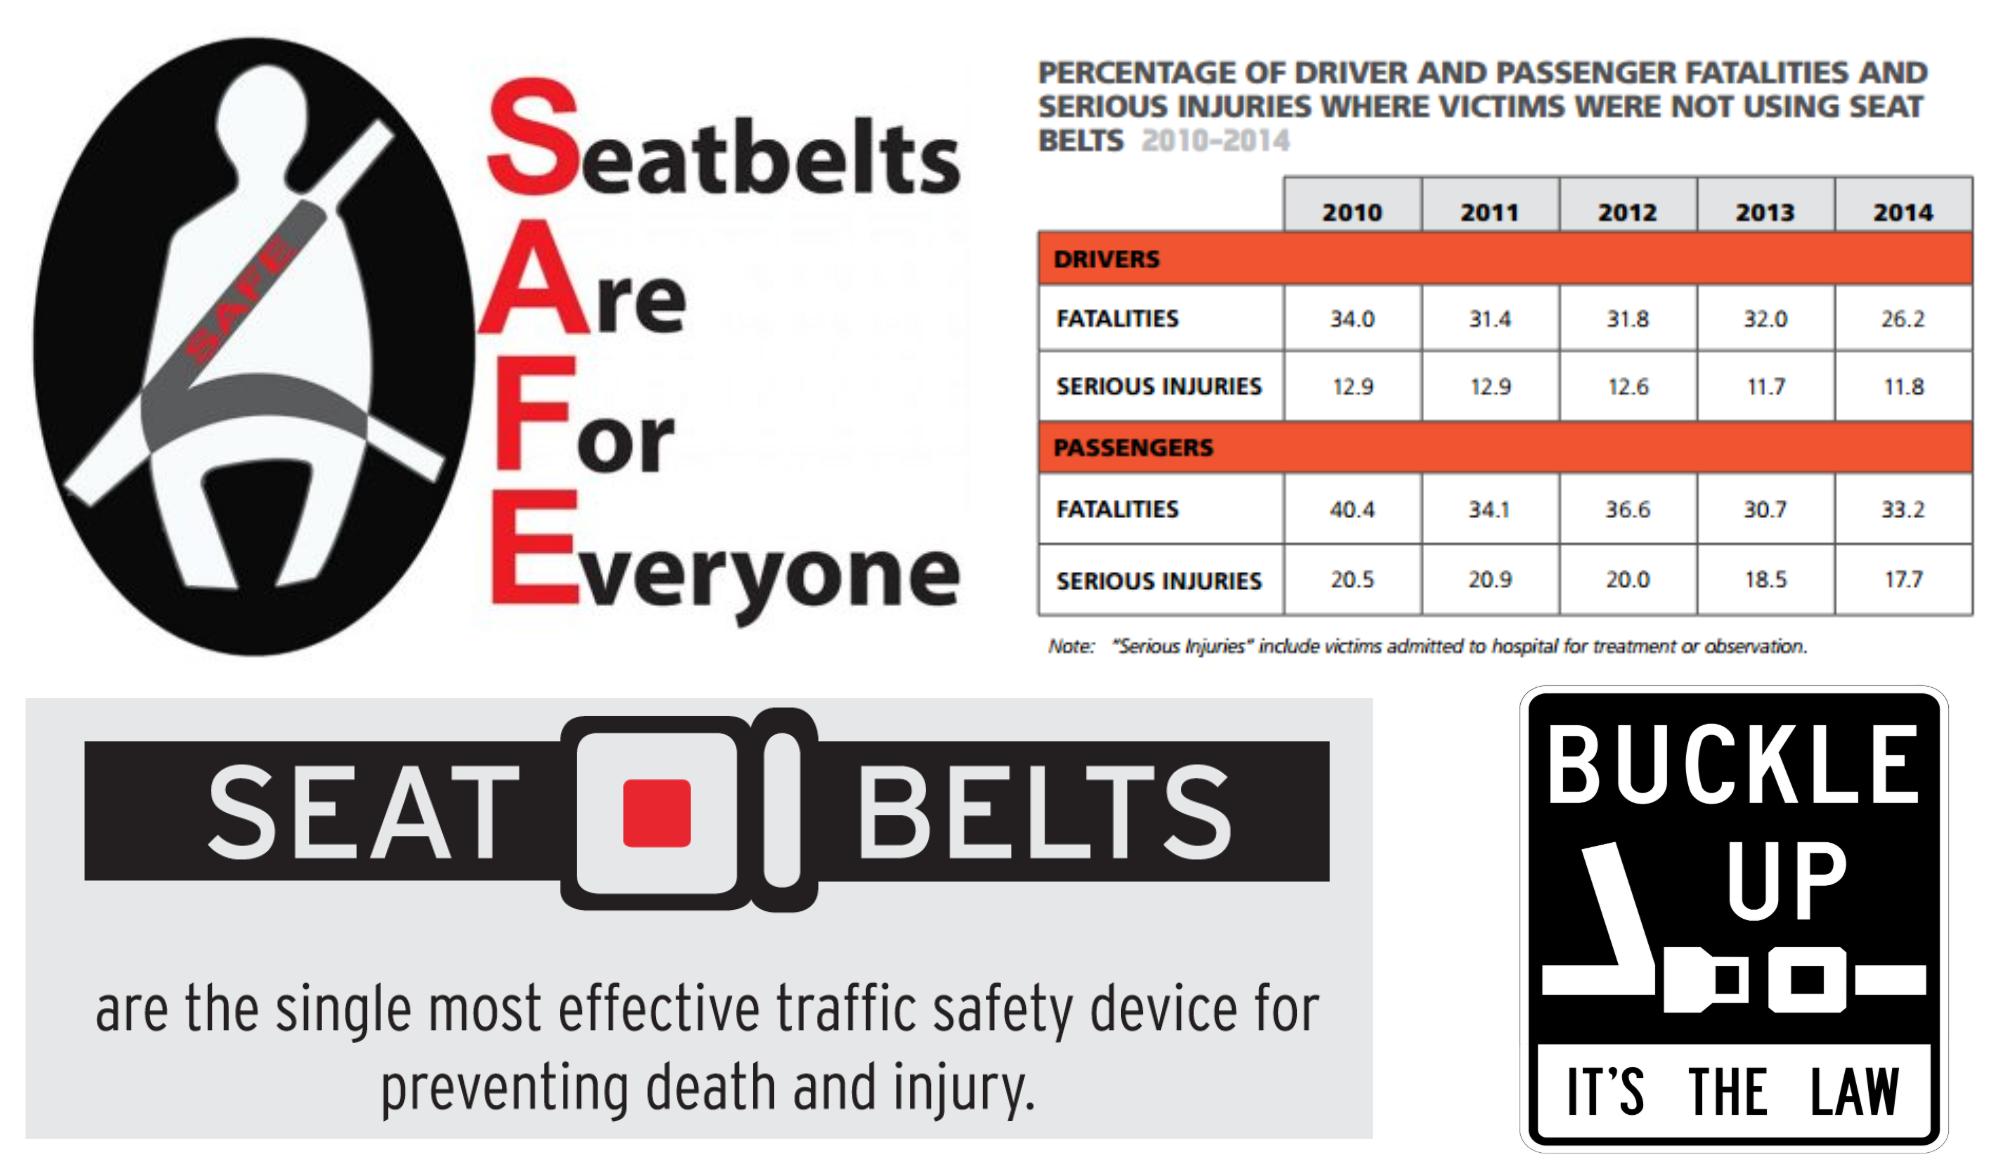 SAFE
Seatbelts
Are
For
Everyone
PERCENTAGE OF DRIVER AND PASSENGER FATALITIES AND
SERIOUS INJURIES WHERE VICTIMS WERE NOT USING SEAT
BELTS 2010-2014
2010 2011 2012 2013 2014
DRIVERS
FATALITIES 34.0 31.4 31.8 32.0 26.2
SERIOUS INJURIES 12.9 12.9 12.6 11.7 11.8
PASSENGERS
FATALITIES 40.4 34.1 36.6 30.7 33.2
SERIOUS INJURIES 20.5 20.9 20.0 18.5 17.7
Note: "Serious Injuries" include victims admitted to hospital for treatment or observation.
SEAT BELTS
are the single most effective traffic safety device for
preventing death and injury.
BUCKLE
UP
IT'S THE LAW